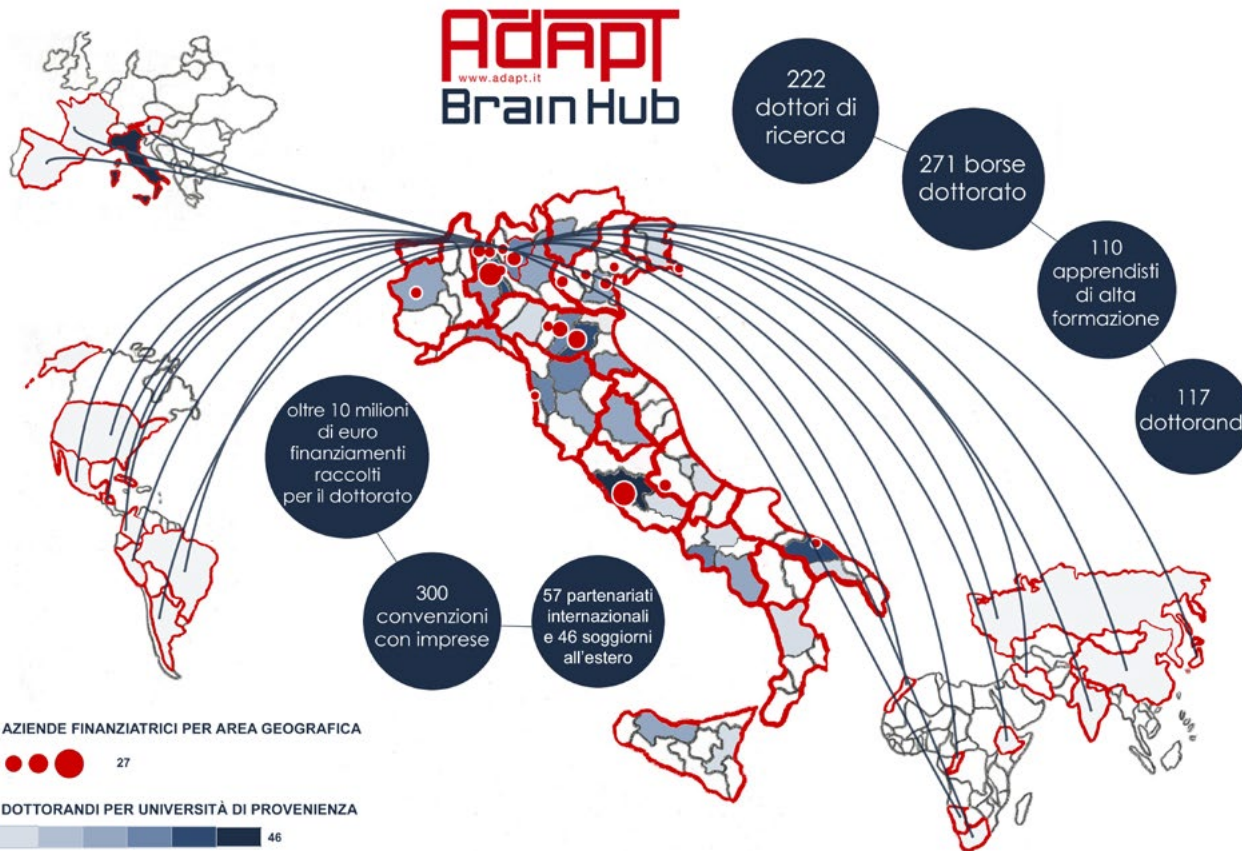 AdAPT
www.adapt.it
Brain Hub
222
dottori di
ricerca
271 borse
dottorato
110
apprendisti
di alta
formazione
117
dottorand
oltre 10 milioni
di euro
finanziamenti
raccolti
per il dottorato
300
convenzioni
con imprese
57 partenariati
internazionali
e 46 soggiorni
all'estero
AZIENDE FINANZIATRICI PER AREA GEOGRAFICA
27
DOTTORANDI PER UNIVERSITÀ DI PROVENIENZA
46